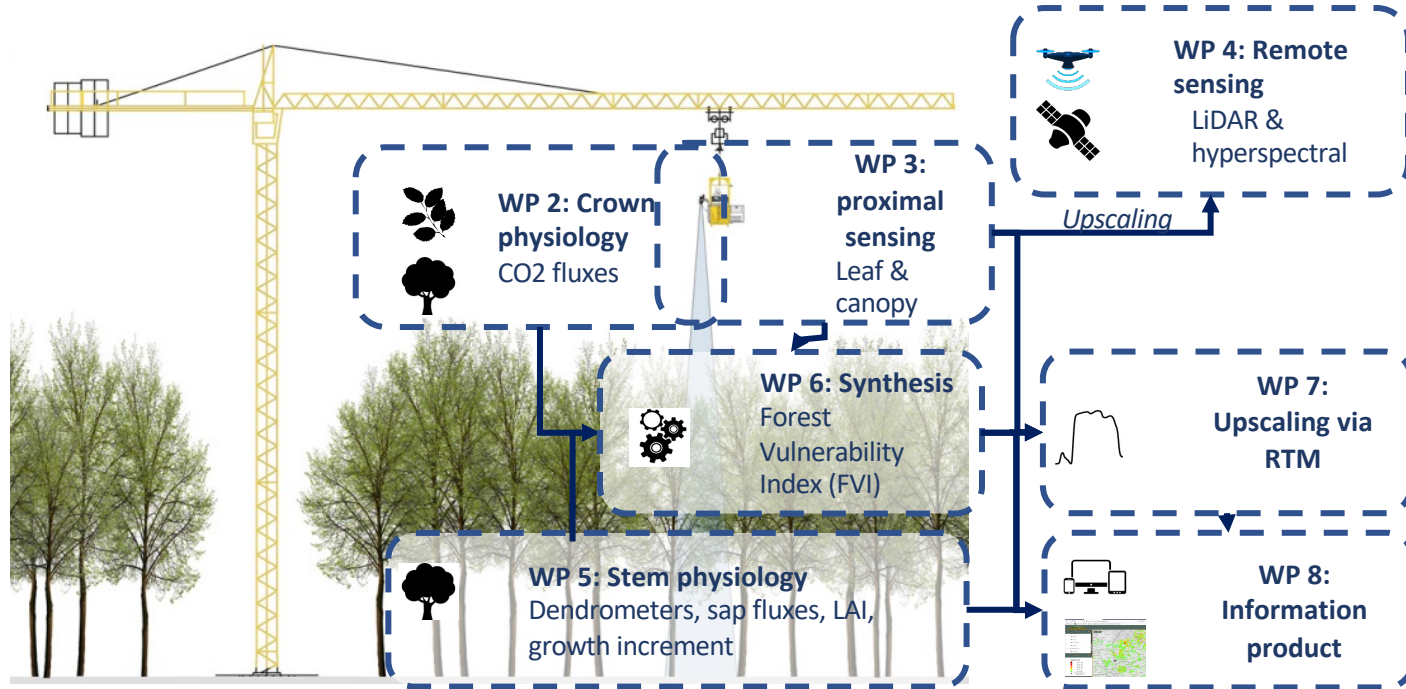 WP 4: Remote
sensing
LiDAR &
hyperspectral
WP 3:
proximal
sensing
Leaf &
canopy
WP 2: Crown
physiology
CO2 fluxes
Upscaling
WP 6: Synthesis
Forest
Vulnerability
Index (FVI)
WP 7:
Upscaling via
RTM
WP 5: Stem physiology
Dendrometers, sap fluxes, LAI,
growth increment
WP 8:
Information
product